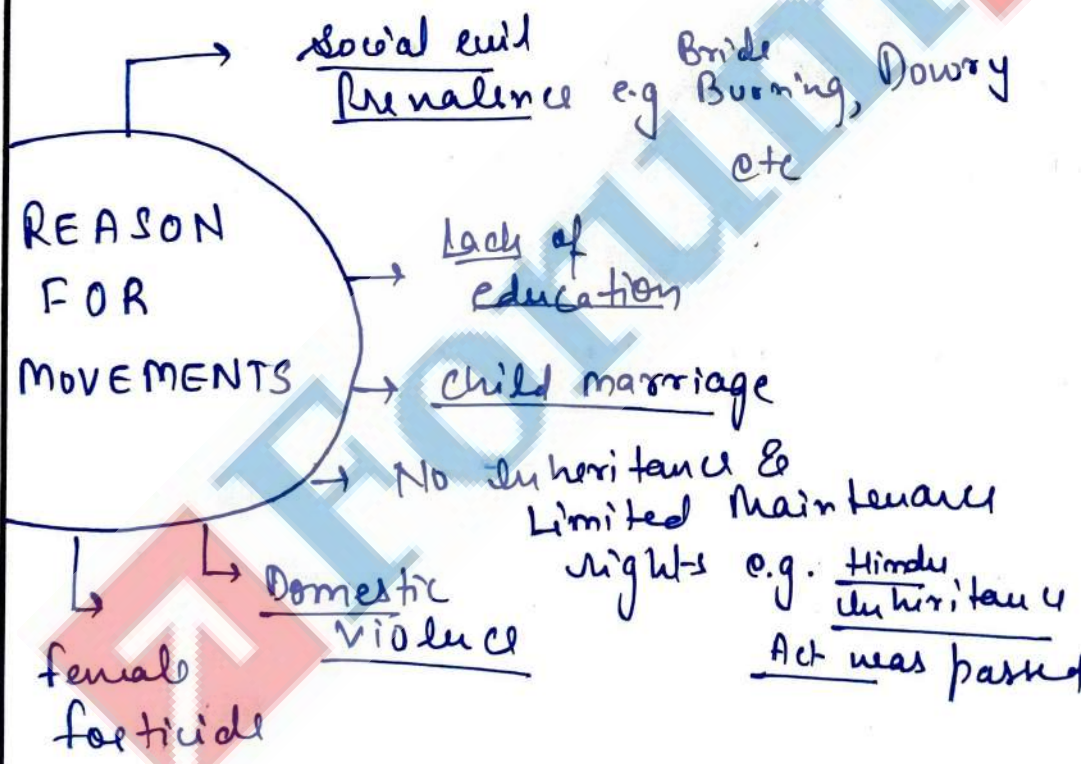 Social evil
Prevalence e.g Bride Burning, Dowry
etc
REASON
FOR
MOVEMENTS
Lack of
education
Child marriage
No Inheritance &
Limited Maintenance
rights e.g. Hindu
Inheritance
Act was passed
Domestic
violence
female
foeticide
Forum